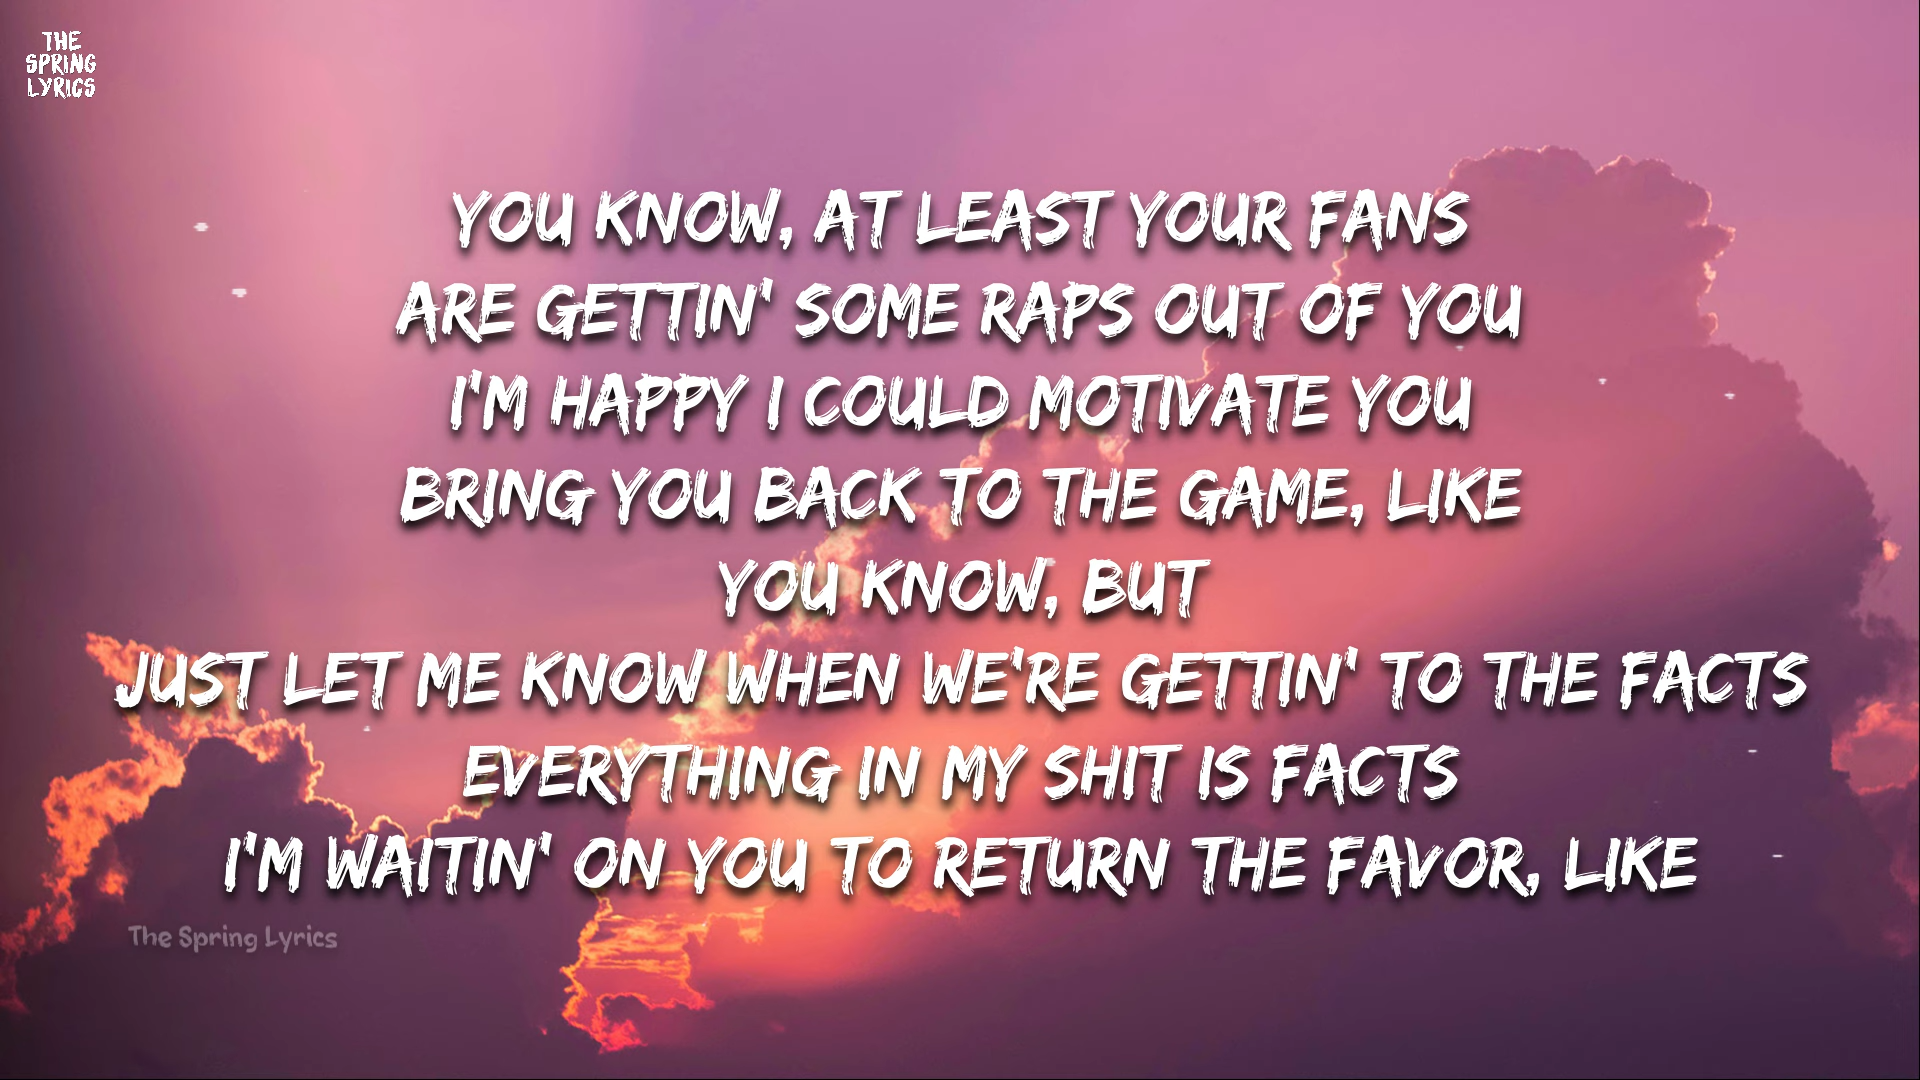 THE
SPRING
LYRICS
YOU KNOW, AT LEAST YOUR FANS
ARE GETTIN' SOME RAPS OUT OF YOU
I'M HAPPY I COULD MOTIVATE YOU
BRING YOU BACK TO THE GAME, LIKE
YOU KNOW, BUT
JUST LET ME KNOW WHEN WE'RE GETTIN' TO THE FACTS
EVERYTHING IN MY SHIT IS FACTS
I'M WAITIN' ON YOU TO RETURN THE FAVOR, LIKE
The Spring Lyrics